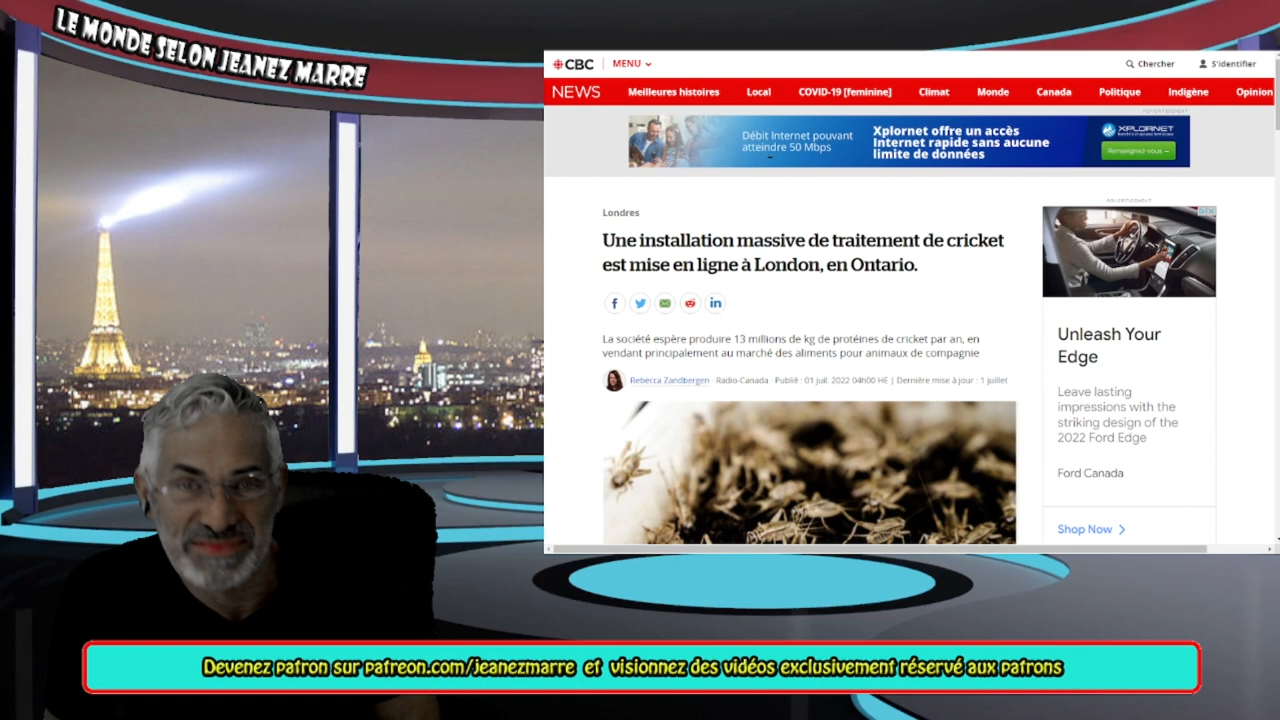 LE MONDE SELON JEANEZ MARRE
CBC
MENU
Chercher
S'identifier
NEWS
Meilleures histoires
Local
COVID-19 [feminine]
Climat
Monde
Canada
Politique
Indigène
Opinion
ADVERTISEMENT
Débit Internet pouvant
atteindre 50 Mbps
Xplornet offre un accès
Internet rapide sans aucune
limite de données
XPLORNET
Renseignez-vous →
Londres
Une installation massive de traitement de cricket
est mise en ligne à London, en Ontario.
La société espère produire 13 millions de kg de protéines de cricket par an, en
vendant principalement au marché des aliments pour animaux de compagnie
Rebecca Zandbergen · Radio-Canada · Publié : 01 juil. 2022 04h00 HE | Dernière mise à jour : 1 juillet
ADVERTISEMENT
Unleash Your
Edge
Leave lasting
impressions with the
striking design of the
2022 Ford Edge
Ford Canada
Shop Now
Devenez patron sur patreon.com/jeanezmarre et visionnez des vidéos exclusivement réservé aux patrons